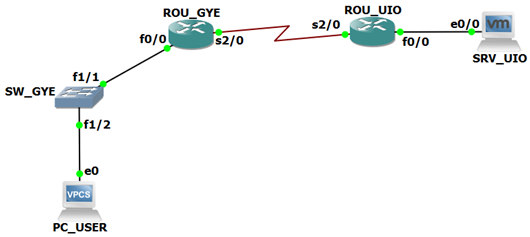 ROU_GYE
f0/0
s2/0
ROU_UIO
s2/0
f0/0
e0/0
vm
SRV_UIO
f1/1
SW_GYE
f1/2
e0
VPCS
PC_USER